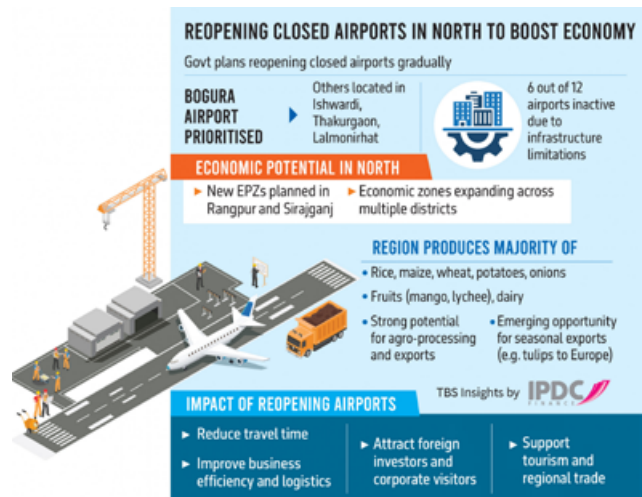 REOPENING CLOSED AIRPORTS IN NORTH TO BOOST ECONOMY
Govt plans reopening closed airports gradually
BOGURA
AIRPORT
PRIORITISED
Others located in
Ishwardi,
Thakurgaon,
Lalmonirhat
6 out of 12
airports inactive
due to
infrastructure
limitations
ECONOMIC POTENTIAL IN NORTH
New EPZs planned in
Rangpur and Sirajganj
Economic zones expanding across
multiple districts
REGION PRODUCES MAJORITY OF
• Rice, maize, wheat, potatoes, onions
• Fruits (mango, lychee), dairy
• Strong potential
for agro-processing
and exports
• Emerging opportunity
for seasonal exports
(e.g. tulips to Europe)
TBS Insights by IPDC
FINANCE
IMPACT OF REOPENING AIRPORTS
Reduce travel time
Improve business
efficiency and logistics
Attract foreign
investors and
corporate visitors
Support
tourism and
regional trade